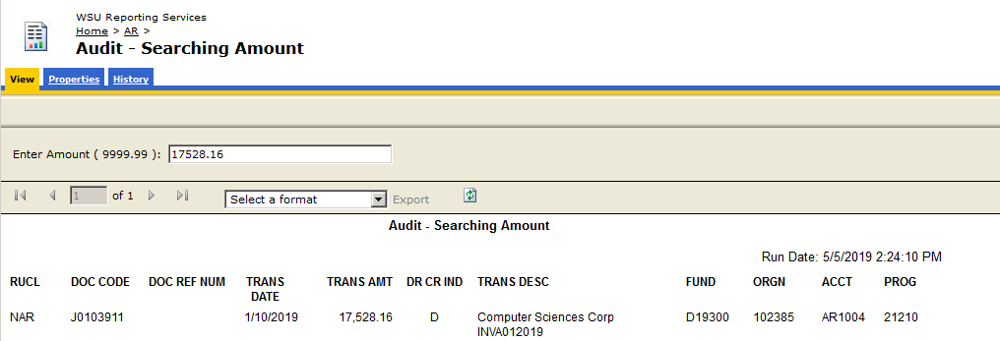 WSU Reporting Services
Home > AR >
Audit - Searching Amount
View Properties History
Enter Amount ( 9999.99 ): 17528.16
1 of 1 Select a format Export
Audit - Searching Amount
Run Date: 5/5/2019 2:24:10 PM
RUCL DOC CODE DOC REF NUM TRANS DATE TRANS AMT DR CR IND TRANS DESC FUND ORGN ACCT PROG
NAR J0103911 1/10/2019 17,528.16 D Computer Sciences Corp D19300 102385 AR1004 21210
INVA012019